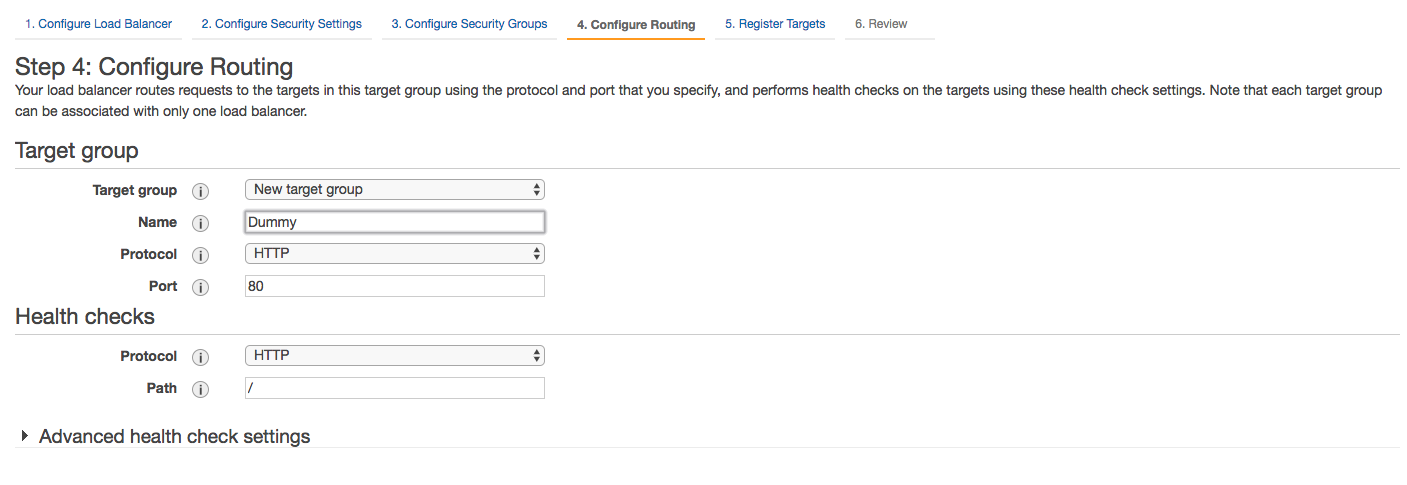 1. Configure Load Balancer 2. Configure Security Settings 3. Configure Security Groups 4. Configure Routing 5. Register Targets 6. Review
Step 4: Configure Routing
Your load balancer routes requests to the targets in this target group using the protocol and port that you specify, and performs health checks on the targets using these health check settings. Note that each target group
can be associated with only one load balancer.
Target group
Target group i New target group
Name i Dummy
Protocol i HTTP
Port i 80
Health checks
Protocol i HTTP
Path i /
Advanced health check settings